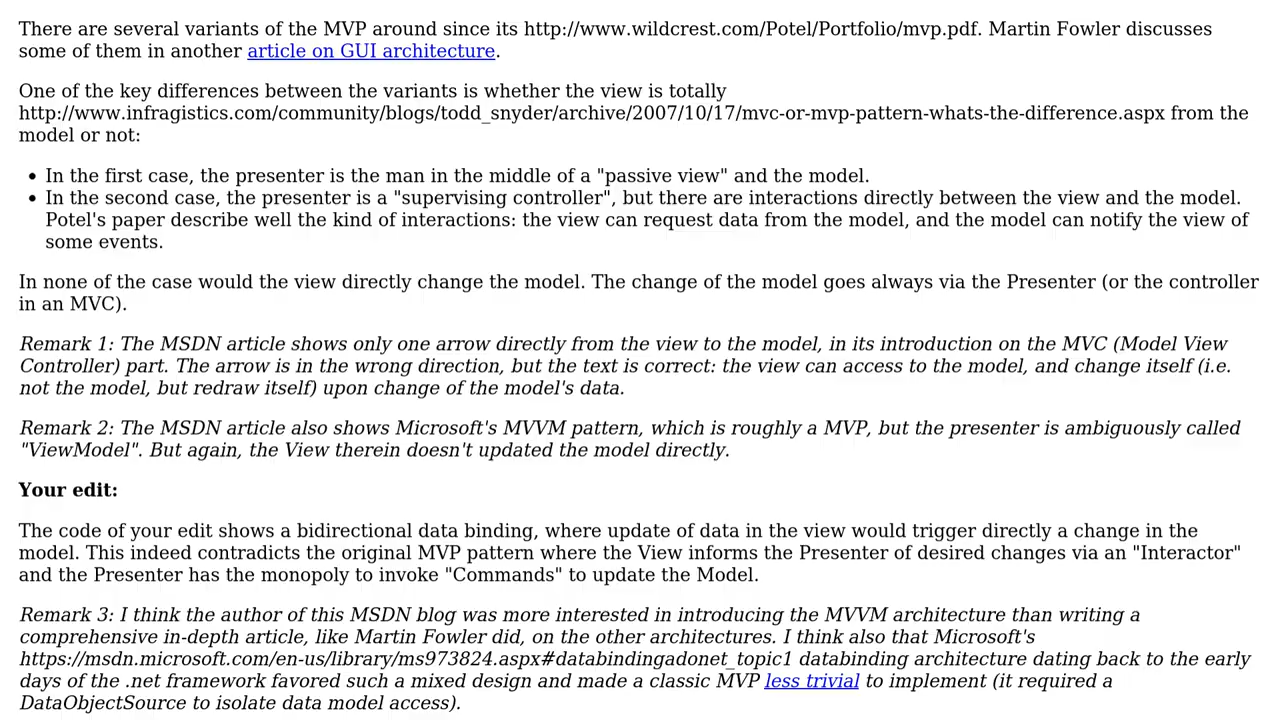 There are several variants of the MVP around since its http://www.wildcrest.com/Potel/Portfolio/mvp.pdf. Martin Fowler discusses
some of them in another article on GUI architecture.
One of the key differences between the variants is whether the view is totally
http://www.infragistics.com/community/blogs/todd_snyder/archive/2007/10/17/mvc-or-mvp-pattern-whats-the-difference.aspx from the
model or not:
• In the first case, the presenter is the man in the middle of a "passive view" and the model.
• In the second case, the presenter is a "supervising controller", but there are interactions directly between the view and the model.
Potel's paper describe well the kind of interactions: the view can request data from the model, and the model can notify the view of
some events.
In none of the case would the view directly change the model. The change of the model goes always via the Presenter (or the controller
in an MVC).
Remark 1: The MSDN article shows only one arrow directly from the view to the model, in its introduction on the MVC (Model View
Controller) part. The arrow is in the wrong direction, but the text is correct: the view can access to the model, and change itself (i.e.
not the model, but redraw itself) upon change of the model's data.
Remark 2: The MSDN article also shows Microsoft's MVVM pattern, which is roughly a MVP, but the presenter is ambiguously called
"ViewModel". But again, the View therein doesn't updated the model directly.
Your edit:
The code of your edit shows a bidirectional data binding, where update of data in the view would trigger directly a change in the
model. This indeed contradicts the original MVP pattern where the View informs the Presenter of desired changes via an "Interactor"
and the Presenter has the monopoly to invoke "Commands" to update the Model.
Remark 3: I think the author of this MSDN blog was more interested in introducing the MVVM architecture than writing a
comprehensive in-depth article, like Martin Fowler did, on the other architectures. I think also that Microsoft's
https://msdn.microsoft.com/en-us/library/ms973824.aspx#databindingadonet_topic1 databinding architecture dating back to the early
days of the .net framework favored such a mixed design and made a classic MVP less trivial to implement (it required a
DataObjectSource to isolate data model access).